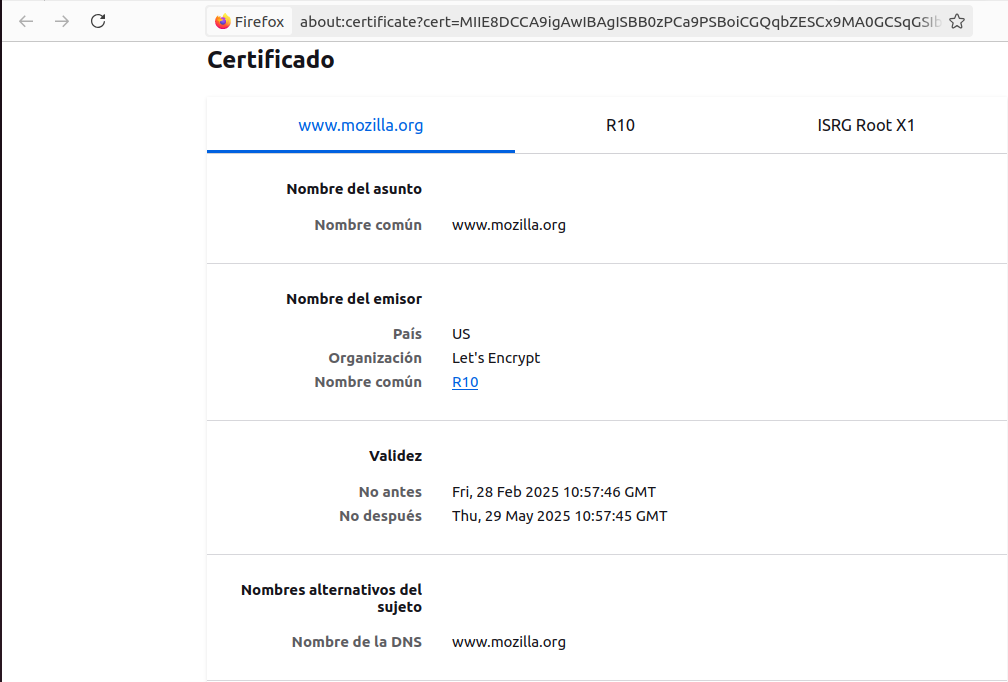 Firefox about:certificate?cert=MIIE8DCCA9igAwIBAgISBB0zPCa9PSBoiCGQqbZESCx9MA0GCSqGSIb
Certificado
www.mozilla.org R10 ISRG Root X1
Nombre del asunto
Nombre común www.mozilla.org
Nombre del emisor
País US
Organización Let's Encrypt
Nombre común R10
Validez
No antes Fri, 28 Feb 2025 10:57:46 GMT
No después Thu, 29 May 2025 10:57:45 GMT
Nombres alternativos del
sujeto
Nombre de la DNS www.mozilla.org